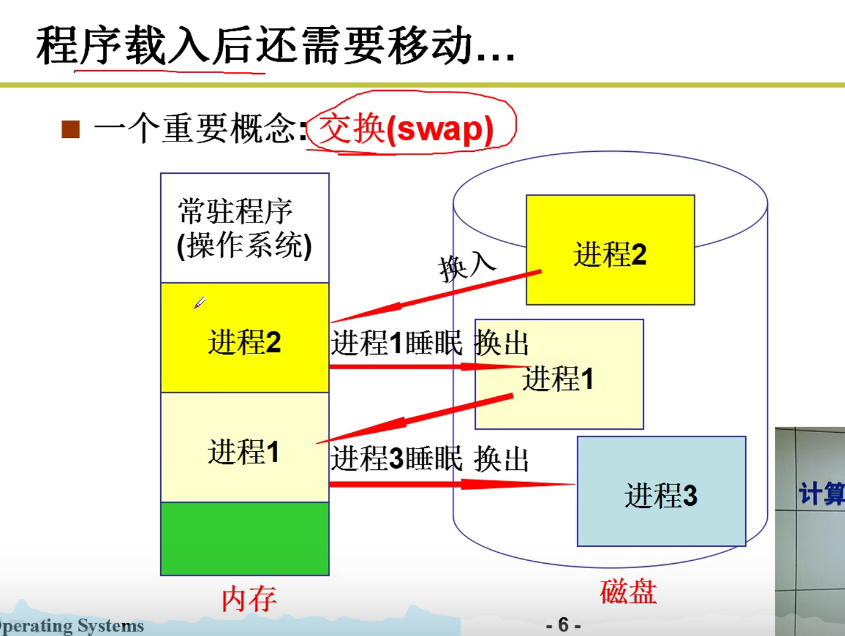 程序载入后还需要移动…
■ 一个重要概念: 交换(swap)
常驻程序
(操作系统)
进程2
换入
进程2
进程1睡眠 换出
进程1
进程1
进程3睡眠 换出
进程3
计算
内存
磁盘
perating Systems
- 6 -